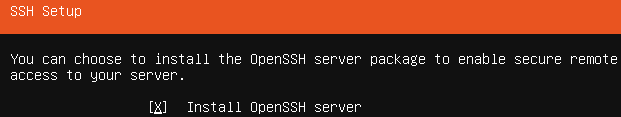 SSH Setup
You can choose to install the OpenSSH server package to enable secure remote
access to your server.
[X] Install OpenSSH server